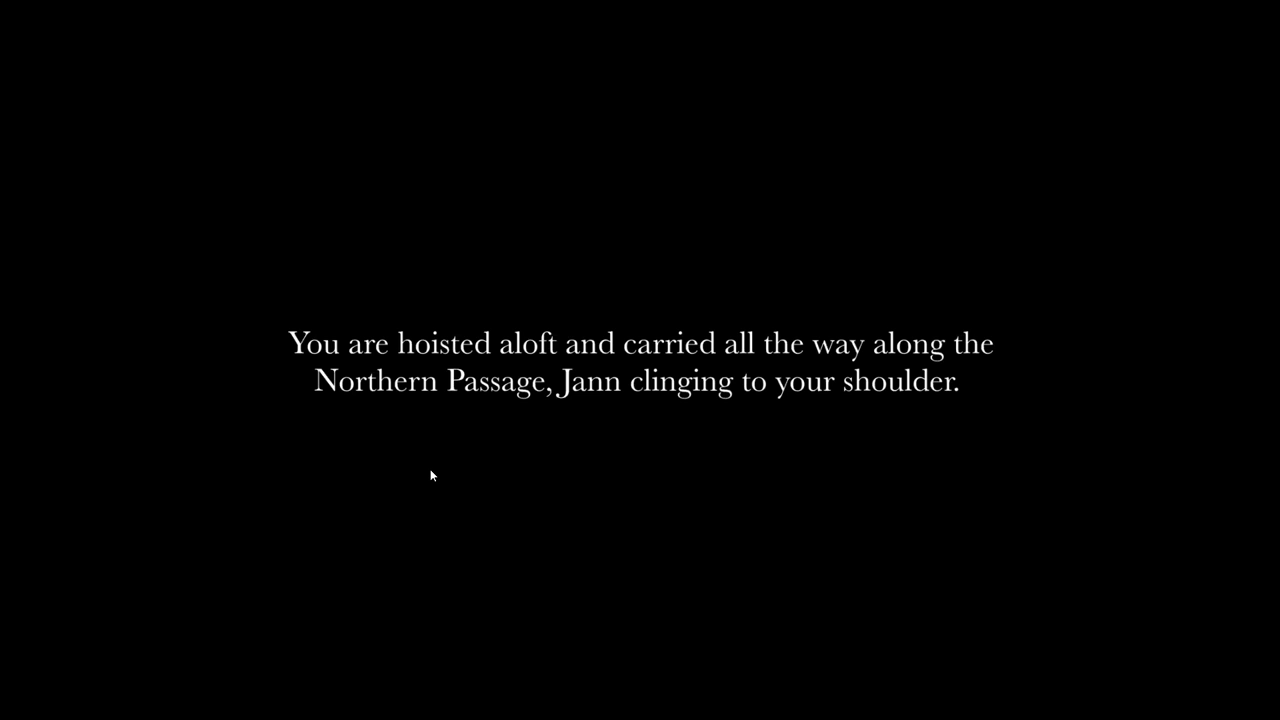 You are hoisted aloft and carried all the way along the
Northern Passage, Jann clinging to your shoulder.